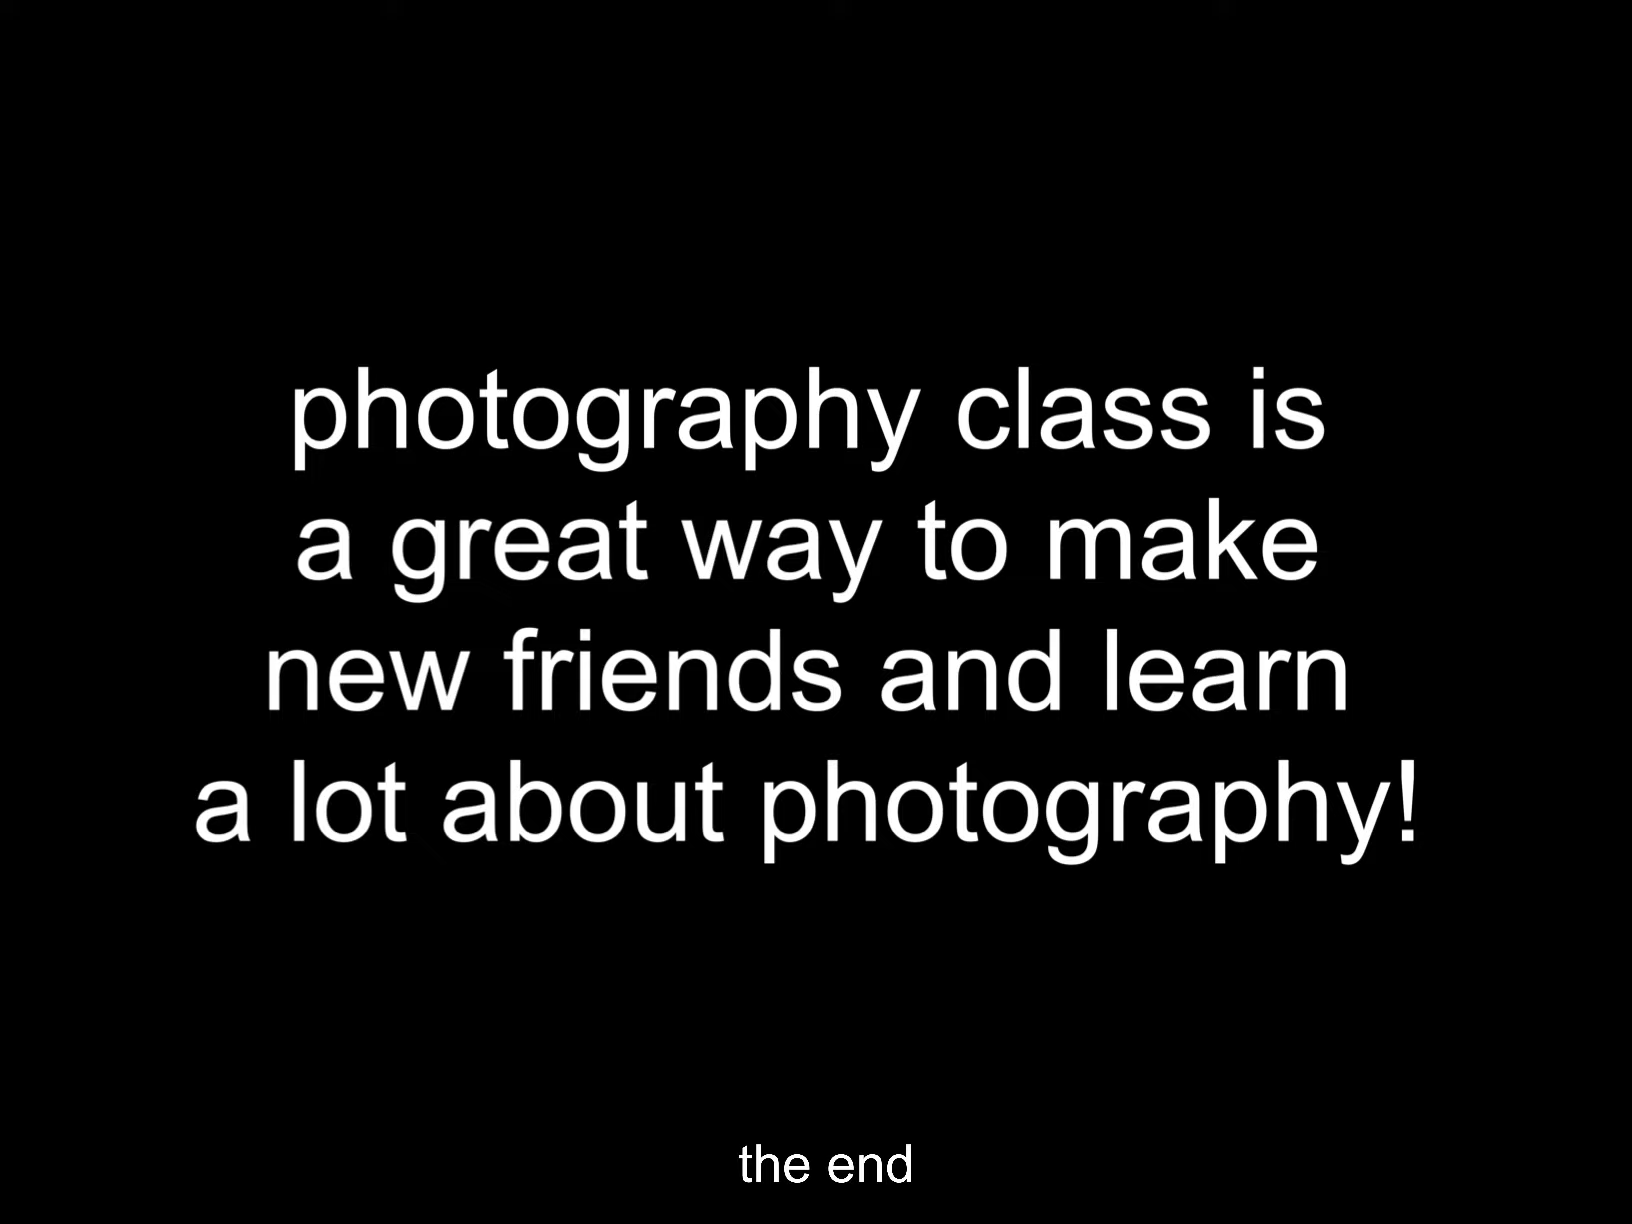 photography class is
a great way to make
new friends and learn
a lot about photography!
the end